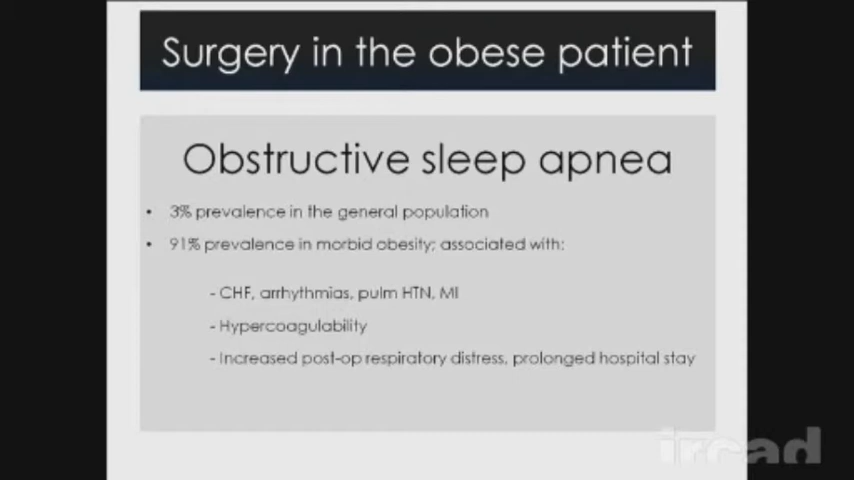 Surgery in the obese patient
Obstructive sleep apnea
• 3% prevalence in the general population
• 91% prevalence in morbid obesity; associated with:
- CHF, arrhythmias, pulm HTN, MI
- Hypercoagulability
- Increased post-op respiratory distress, prolonged hospital stay
ircad